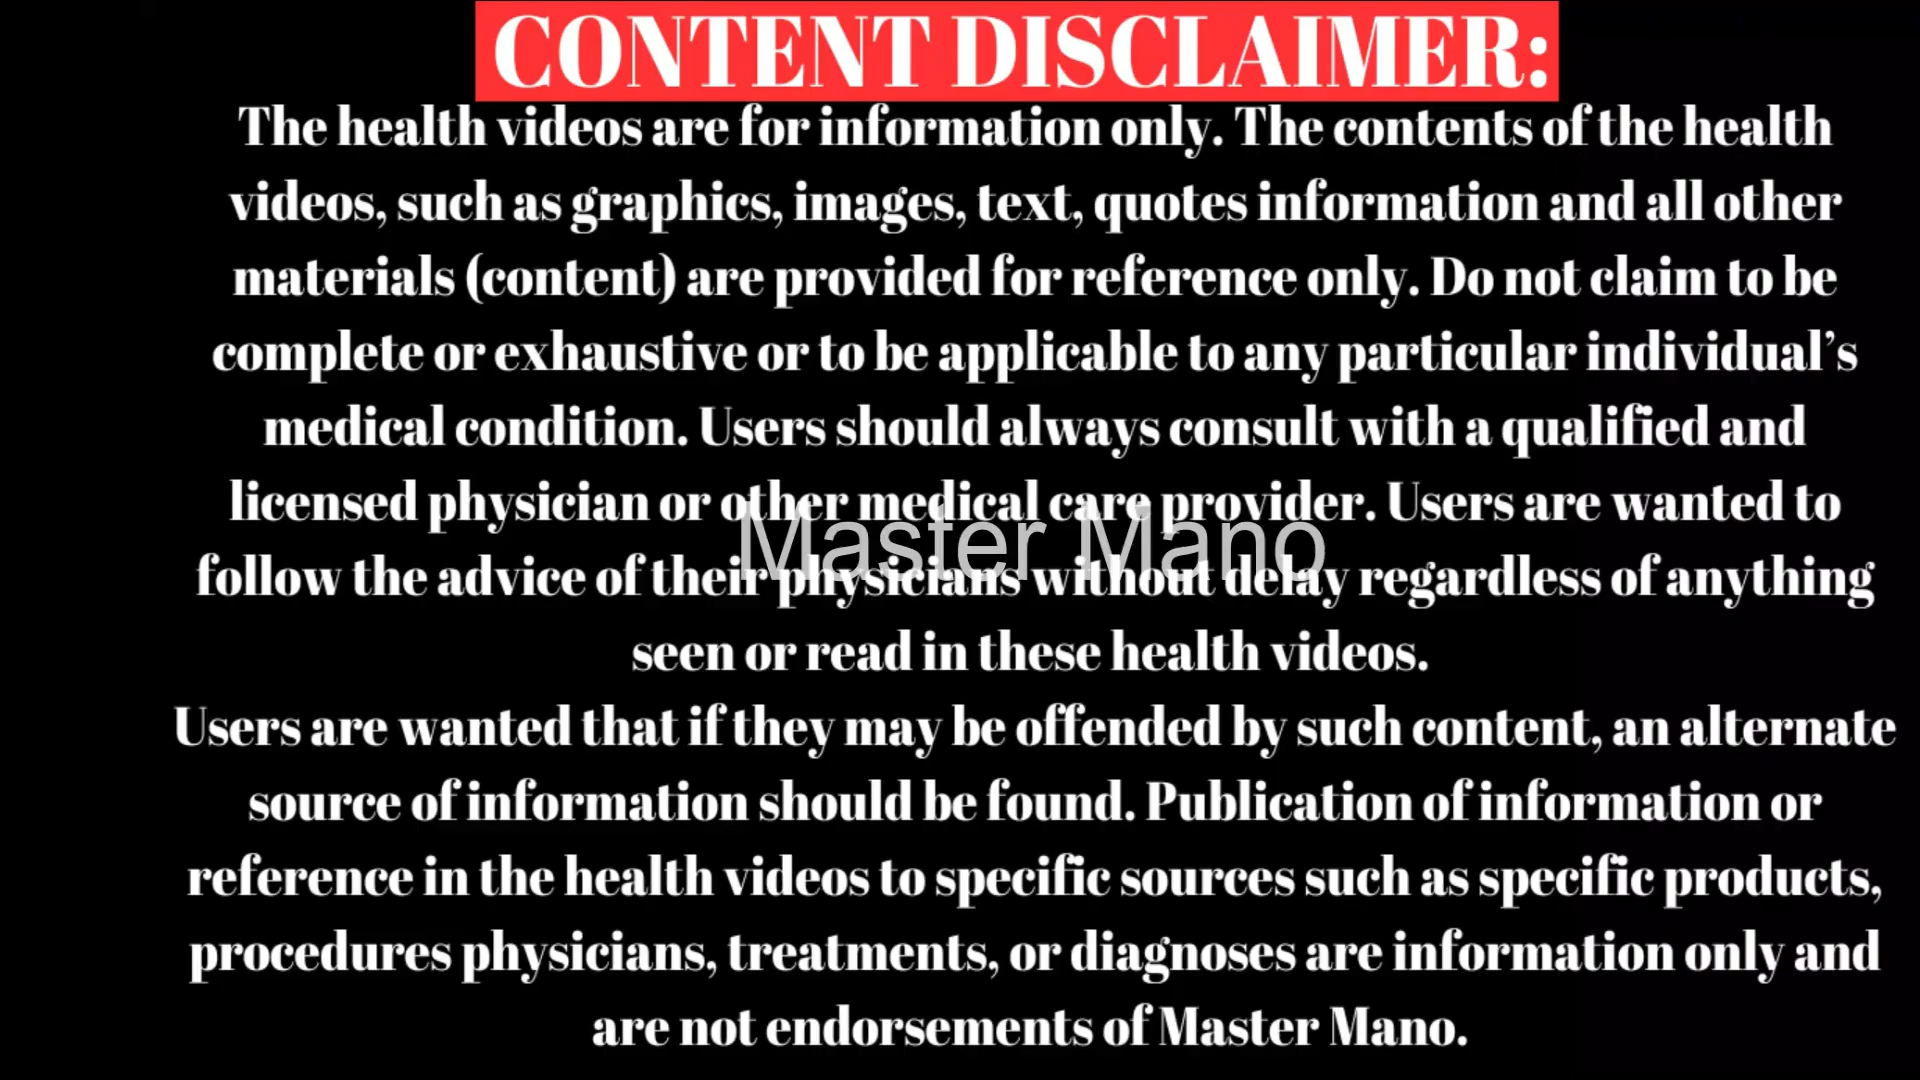 CONTENT DISCLAIMER:
The health videos are for information only. The contents of the health
videos, such as graphics, images, text, quotes information and all other
materials (content) are provided for reference only. Do not claim to be
complete or exhaustive or to be applicable to any particular individual’s
medical condition. Users should always consult with a qualified and
licensed physician or other medical care provider. Users are wanted to
Master Mano
follow the advice of their physicians without delay regardless of anything
seen or read in these health videos.
Users are wanted that if they may be offended by such content, an alternate
source of information should be found. Publication of information or
reference in the health videos to specific sources such as specific products,
procedures physicians, treatments, or diagnoses are information only and
are not endorsements of Master Mano.